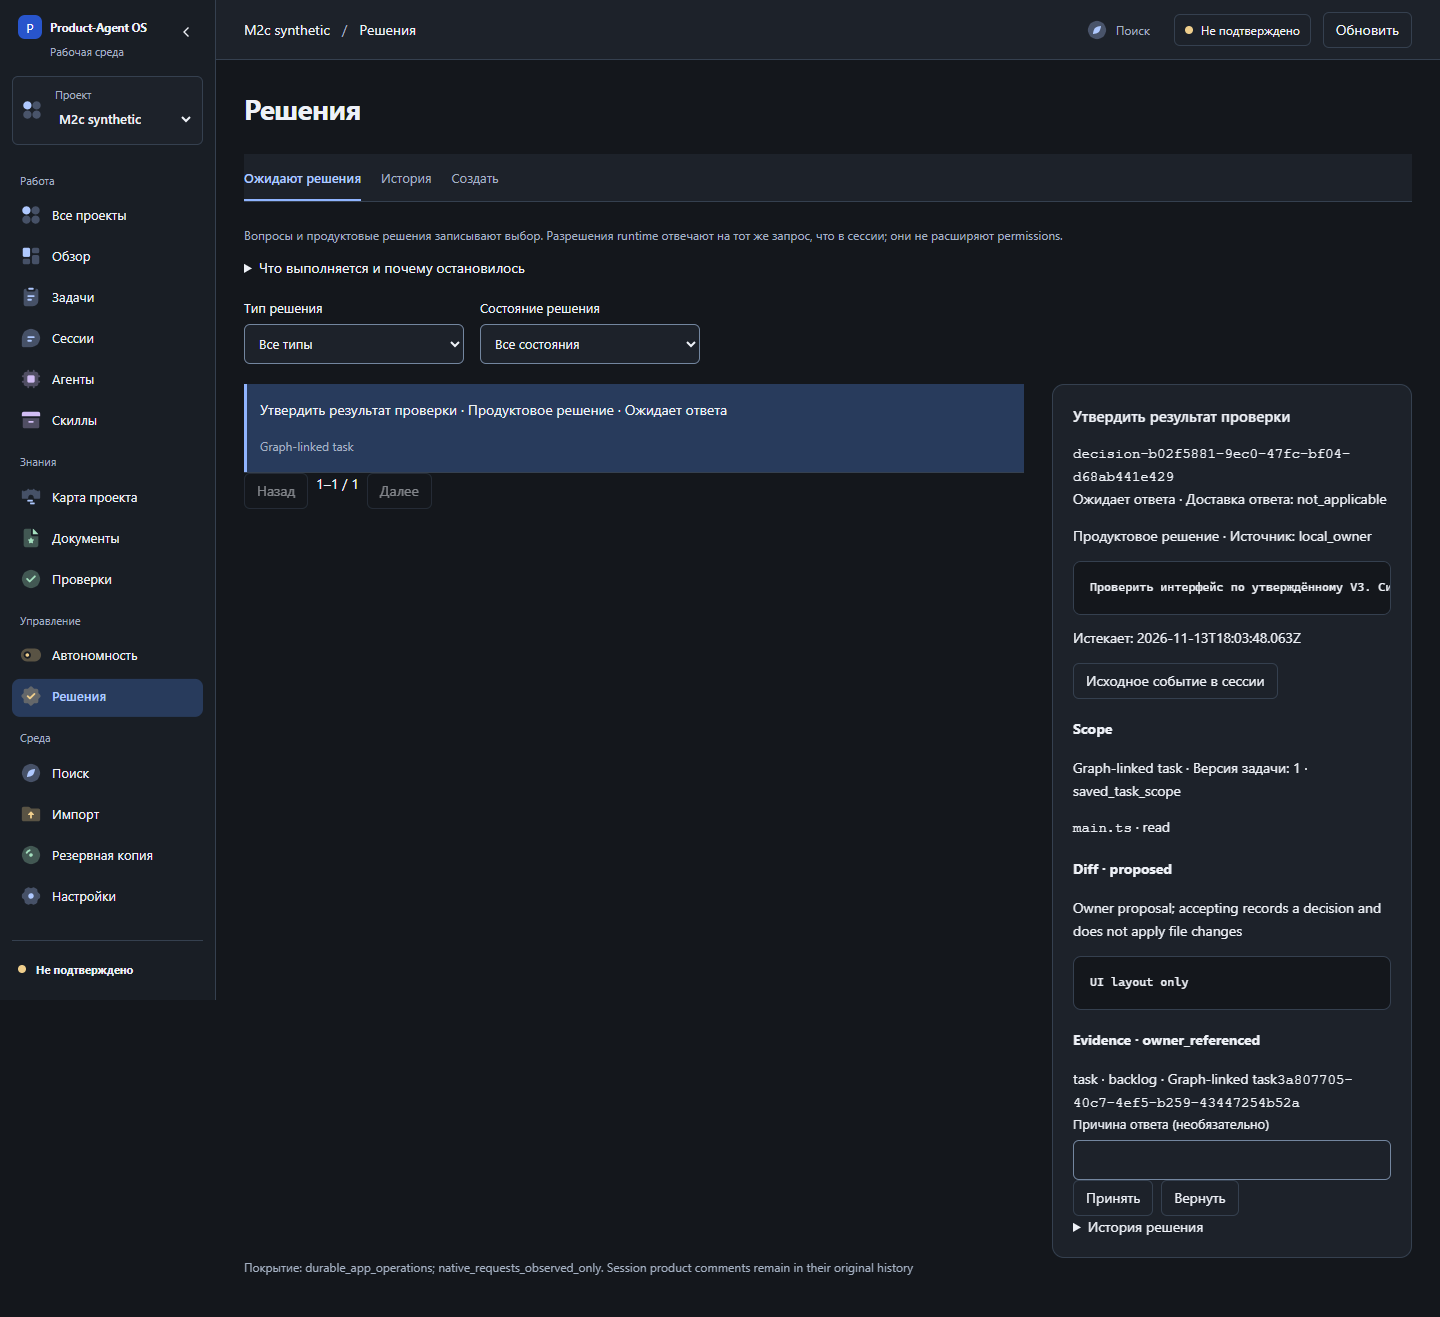 P
Product-Agent OS
Рабочая среда
Проект
M2c synthetic
Работа
Все проекты
Обзор
Задачи
Сессии
Агенты
Скиллы
Знания
Карта проекта
Документы
Проверки
Управление
Автономность
Решения
Среда
Поиск
Импорт
Резервная копия
Настройки
Не подтверждено
M2c synthetic / Решения
Поиск
Не подтверждено
Обновить
Решения
Ожидают решения
История
Создать
Вопросы и продуктовые решения записывают выбор. Разрешения runtime отвечают на тот же запрос, что в сессии; они не расширяют permissions.
Что выполняется и почему остановилось
Тип решения
Состояние решения
Все типы
Все состояния
Утвердить результат проверки · Продуктовое решение · Ожидает ответа
Graph-linked task
Назад
1–1 / 1
Далее
Утвердить результат проверки
decision-b02f5881-9ec0-47fc-bf04-
d68ab441e429
Ожидает ответа · Доставка ответа: not_applicable
Продуктовое решение · Источник: local_owner
Проверить интерфейс по утверждённому V3. Си
Истекает: 2026-11-13T18:03:48.063Z
Исходное событие в сессии
Scope
Graph-linked task · Версия задачи: 1 ·
saved_task_scope
main.ts · read
Diff · proposed
Owner proposal; accepting records a decision and
does not apply file changes
UI layout only
Evidence · owner_referenced
task · backlog · Graph-linked task3a807705-
40c7-4ef5-b259-43447254b52a
Причина ответа (необязательно)
Принять
Вернуть
История решения
Покрытие: durable_app_operations; native_requests_observed_only. Session product comments remain in their original history